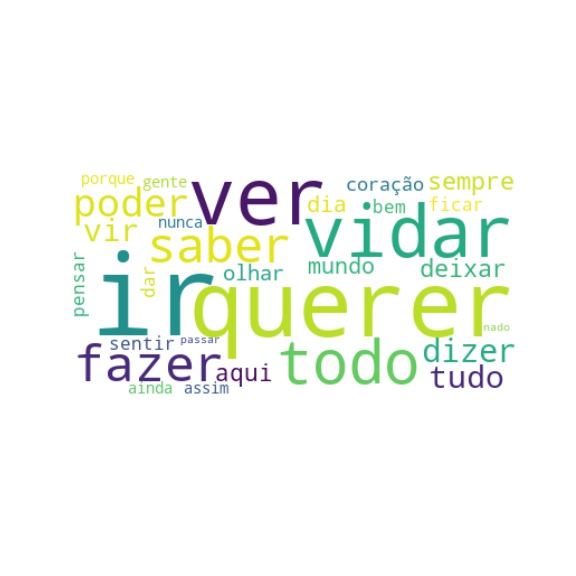 porque
gente
ver
coração
sempre
poder
dia
bem
ficar
nunca
vir
saber
vidar
pensar
dar
olhar
mundo
deixar
ir
querer
nado
sentir
passar
fazer
aqui
todo
dizer
tudo
ainda
assim